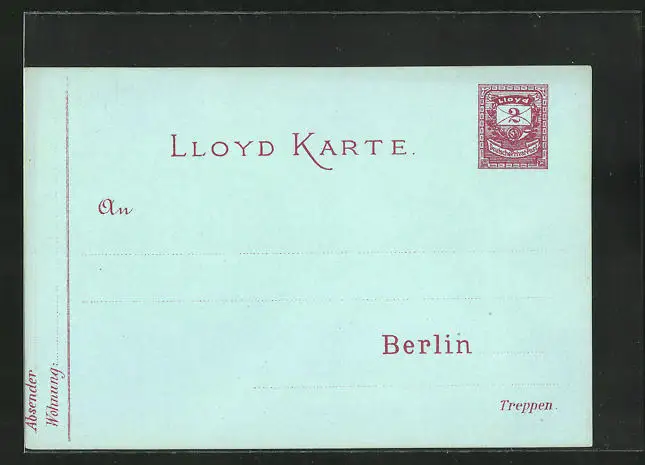 Lloyd
2
LLOYD KARTE.
An
Berlin
Treppen.
Absender
Wohnung: